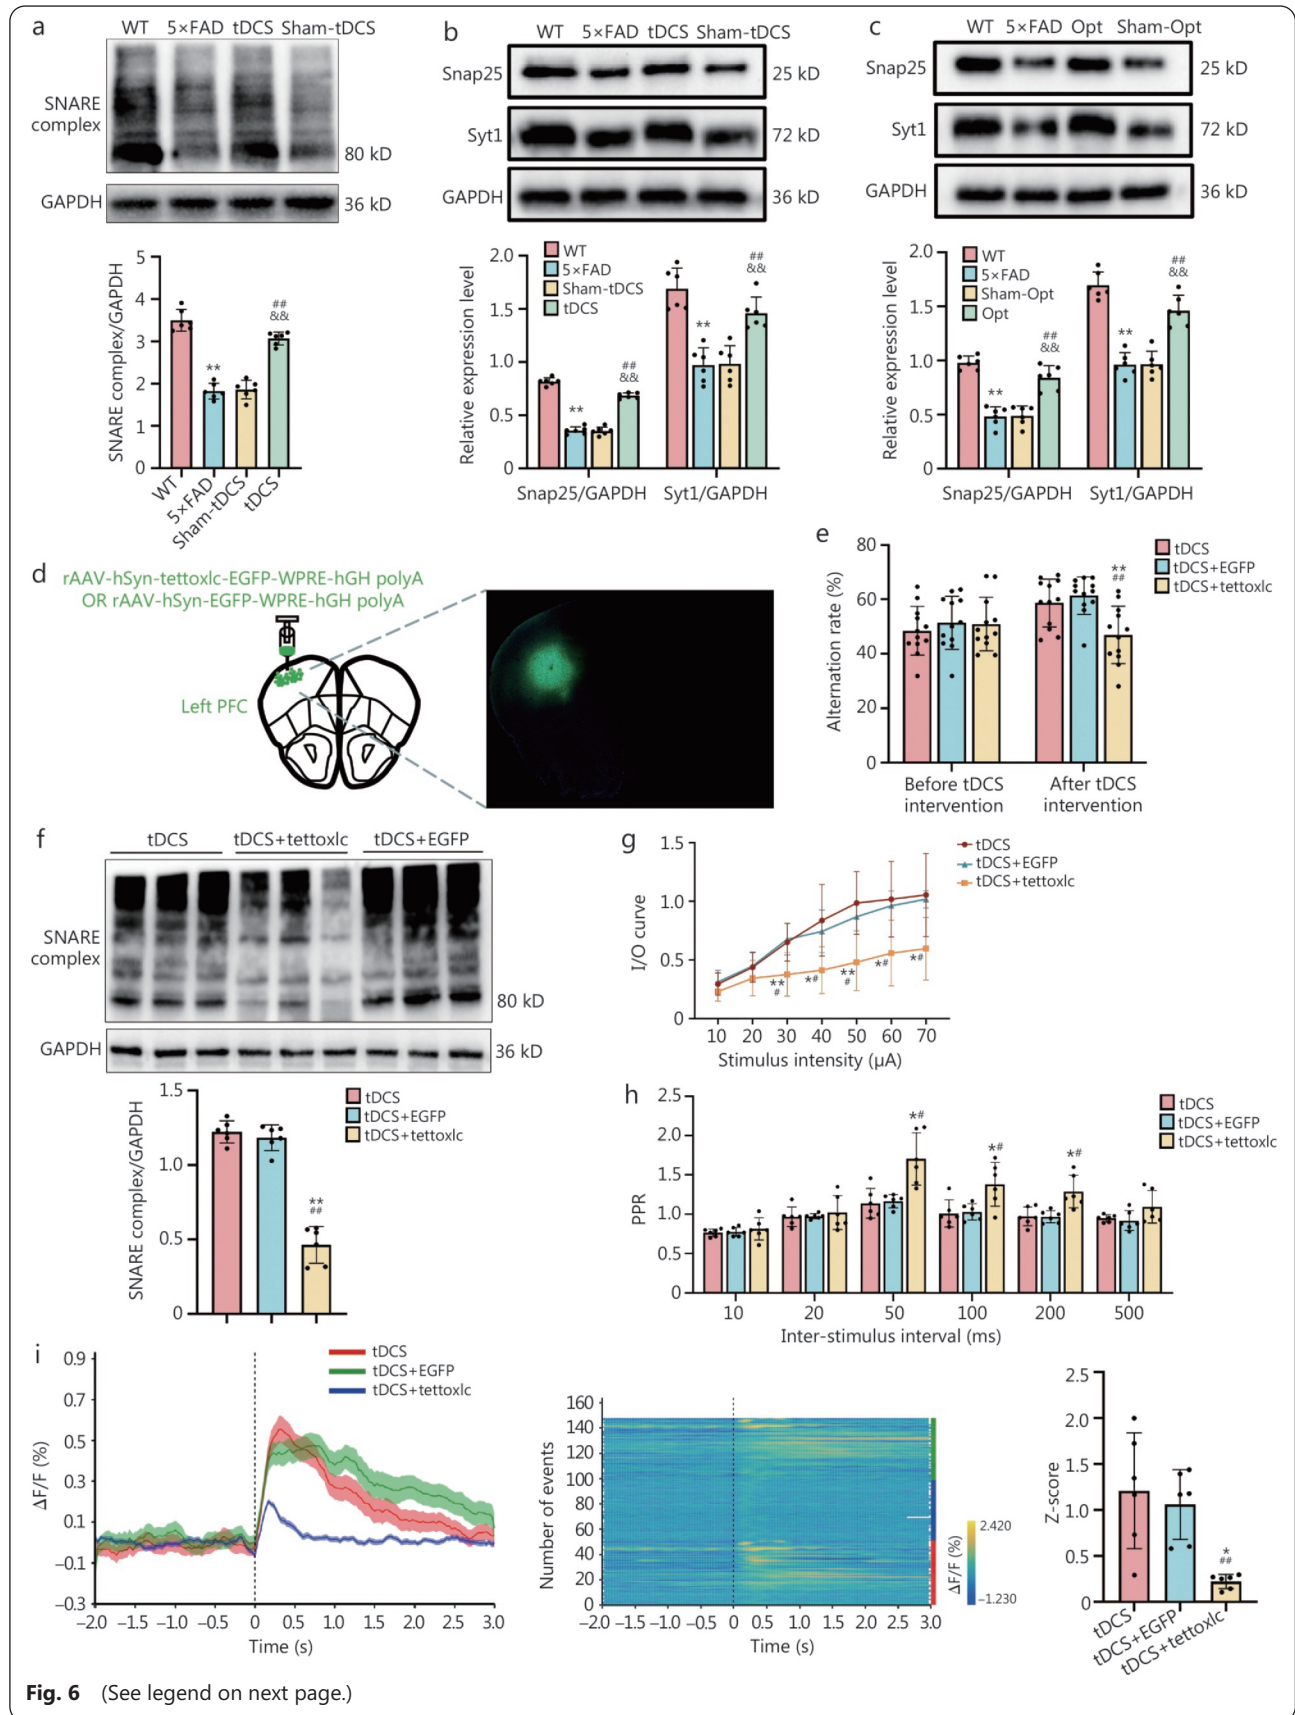 a
WT 5×FAD tDCS Sham-tDCS
SNARE
complex
80 kD
GAPDH
36 kD
SNARE complex/GAPDH
5
4
3
2
1
0
**
##
&&
WT
5×FAD
Sham-tDCS
tDCS
b
WT 5×FAD tDCS Sham-tDCS
Snap25
25 kD
Syt1
72 kD
GAPDH
36 kD
Relative expression level
2.0
1.5
1.0
0.5
0
WT
5×FAD
Sham-tDCS
tDCS
**
##
&&
**
##
&&
Snap25/GAPDH Syt1/GAPDH
c
WT 5×FAD Opt Sham-Opt
Snap25
25 kD
Syt1
72 kD
GAPDH
36 kD
Relative expression level
2.0
1.5
1.0
0.5
0
WT
5×FAD
Sham-Opt
Opt
**
##
&&
**
##
&&
Snap25/GAPDH Syt1/GAPDH
d
rAAV-hSyn-tettoxlc-EGFP-WPRE-hGH polyA
OR rAAV-hSyn-EGFP-WPRE-hGH polyA
Left PFC
e
Alternation rate (%)
80
60
40
20
0
tDCS
tDCS+EGFP
tDCS+tettoxlc
**
##
Before tDCS
intervention
After tDCS
intervention
f
tDCS tDCS+tettoxlc tDCS+EGFP
SNARE
complex
80 kD
GAPDH
36 kD
SNARE complex/GAPDH
1.5
1.0
0.5
0
tDCS
tDCS+EGFP
tDCS+tettoxlc
**
##
g
I/O curve
1.5
1.0
0.5
0
tDCS
tDCS+EGFP
tDCS+tettoxlc
**
#
*#
**
#
*#
*#
10 20 30 40 50 60 70
Stimulus intensity (μA)
h
PPR
2.5
2.0
1.5
1.0
0.5
0
tDCS
tDCS+EGFP
tDCS+tettoxlc
*#
*#
*#
10 20 50 100 200 500
Inter-stimulus interval (ms)
i
ΔF/F (%)
0.9
0.7
0.5
0.3
0.1
−0.1
−0.3
tDCS
tDCS+EGFP
tDCS+tettoxlc
−2.0 −1.5 −1.0 −0.5 0 0.5 1.0 1.5 2.0 2.5 3.0
Time (s)
Number of events
160
140
120
100
80
60
40
20
0
−2.0 −1.5 −1.0 −0.5 0 0.5 1.0 1.5 2.0 2.5 3.0
Time (s)
ΔF/F (%)
2.420
−1.230
Z-score
2.5
2.0
1.5
1.0
0.5
0
*
##
tDCS
tDCS+EGFP
tDCS+tettoxlc
Fig. 6 (See legend on next page.)